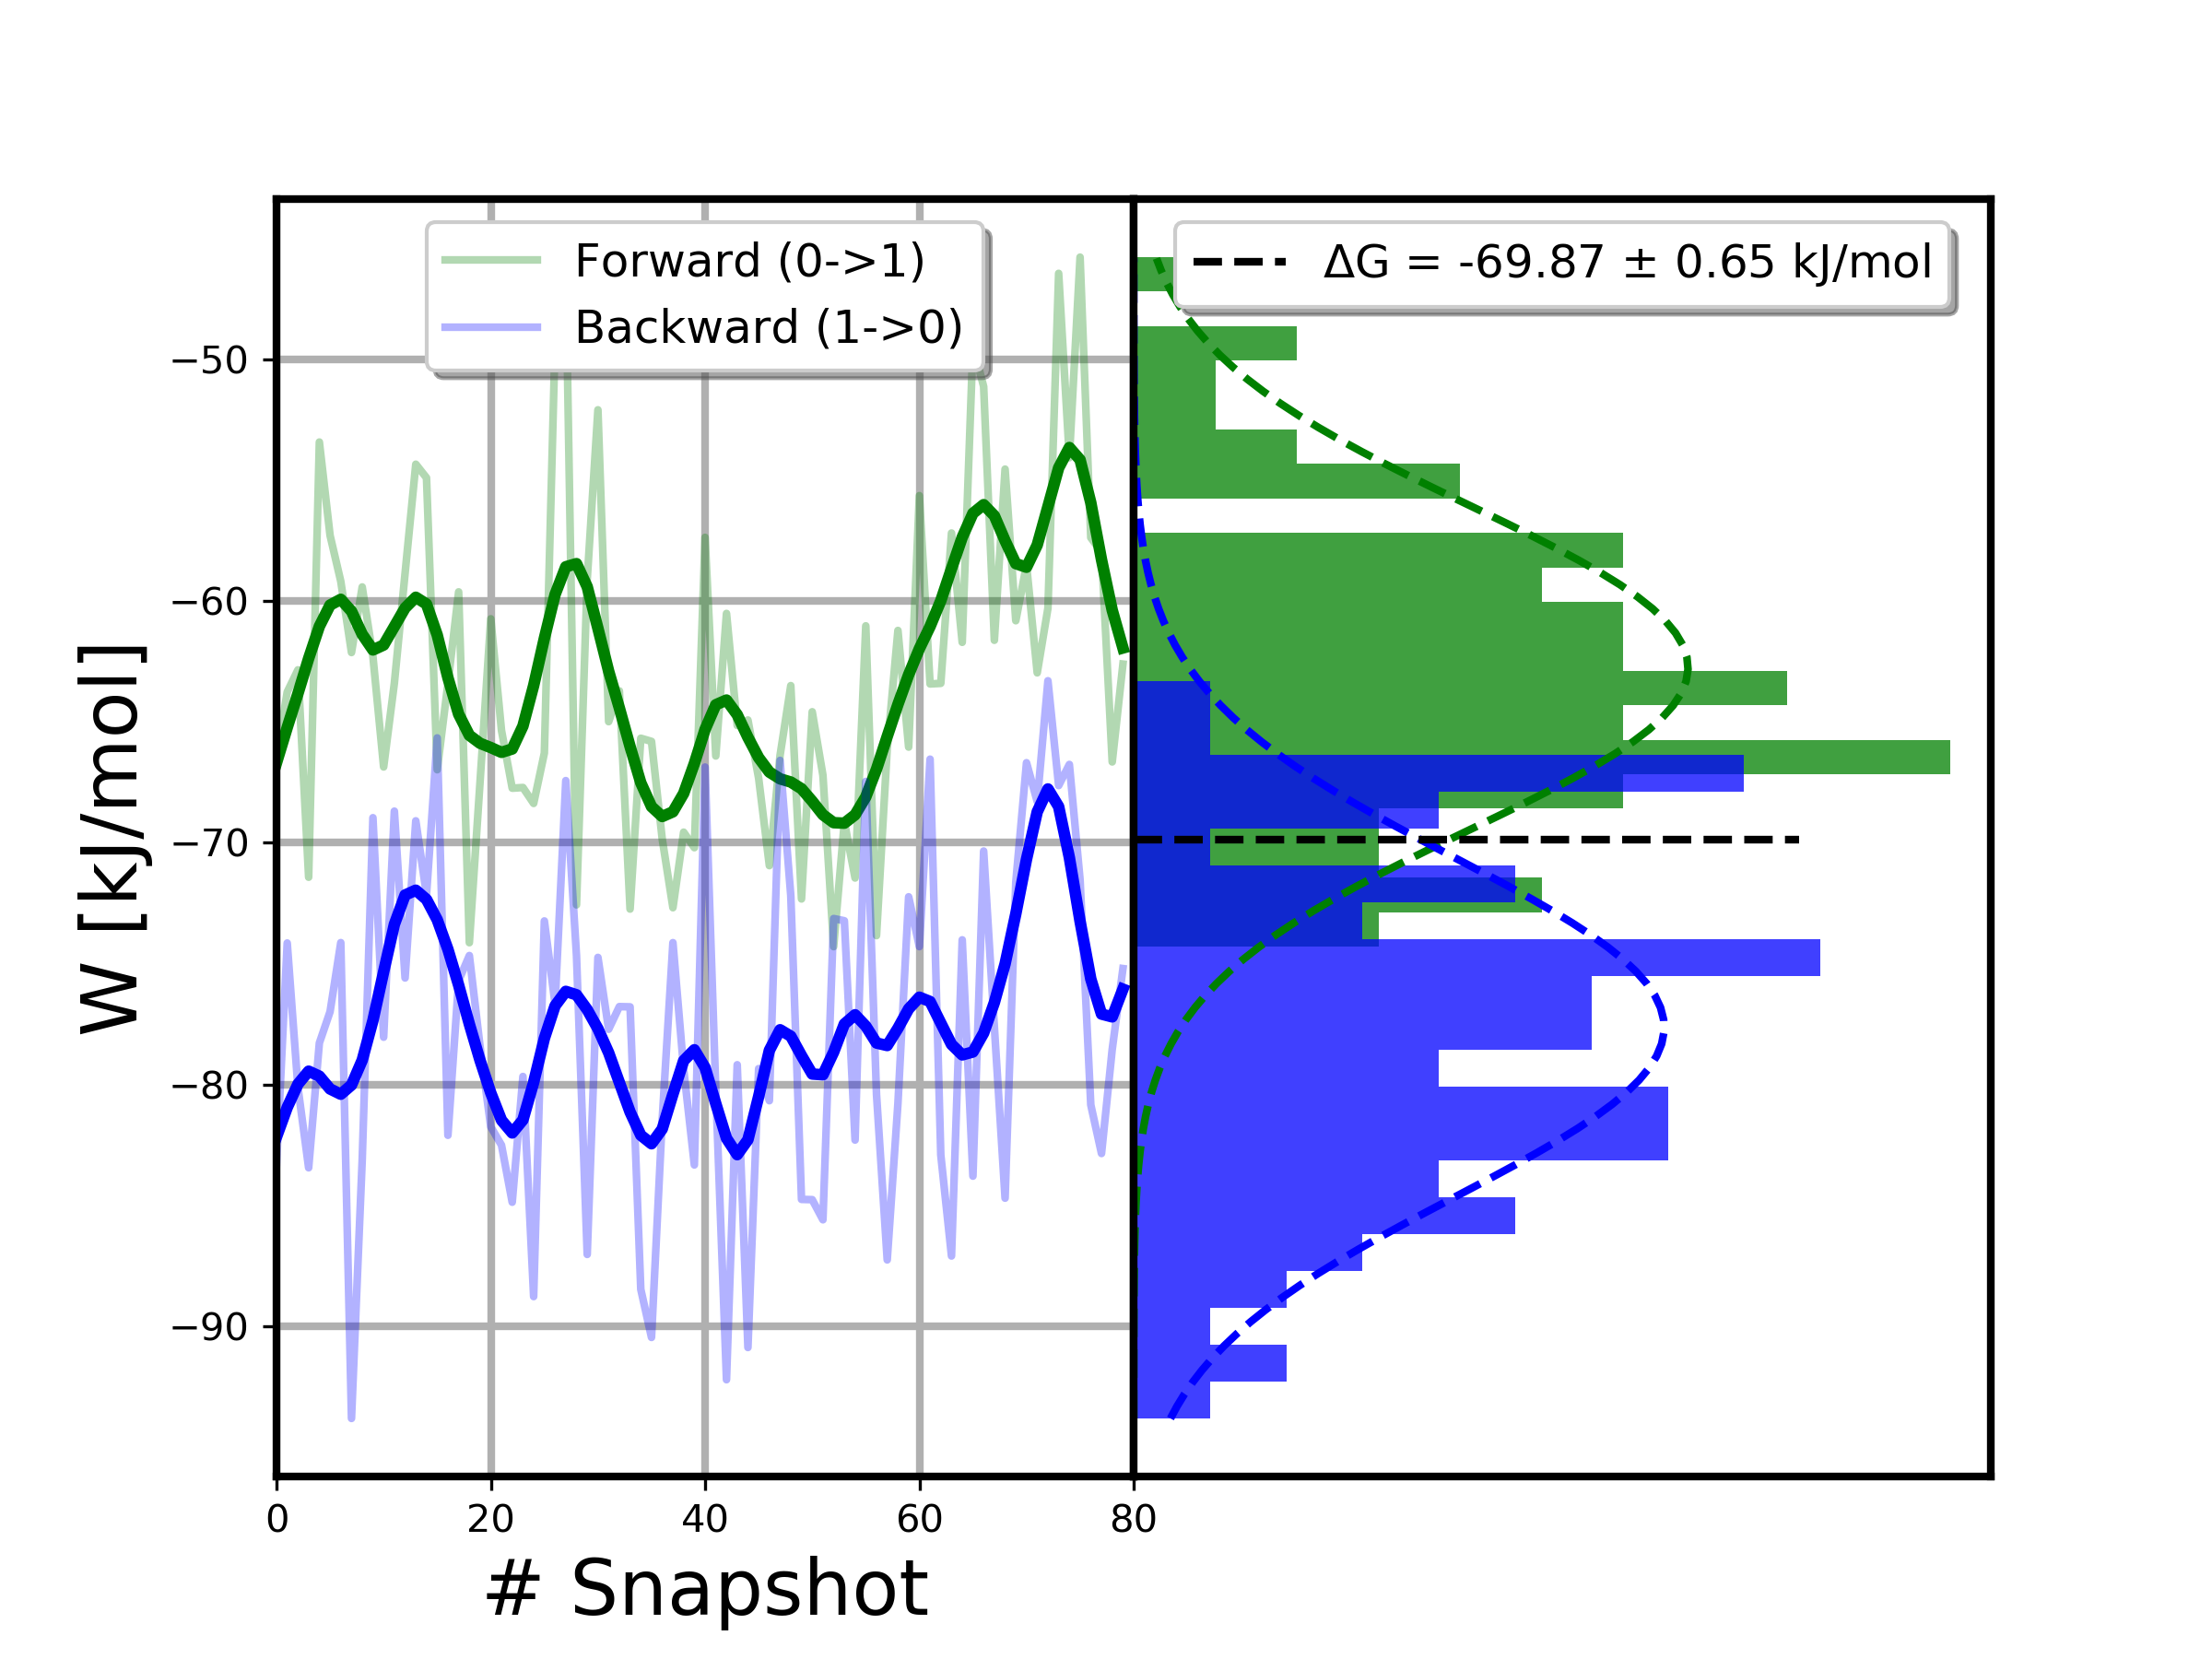 Forward (0->1)
Backward (1->0)
ΔG = -69.87 ± 0.65 kJ/mol
W [kJ/mol]
−50
−60
−70
−80
−90
0
20
40
60
80
# Snapshot